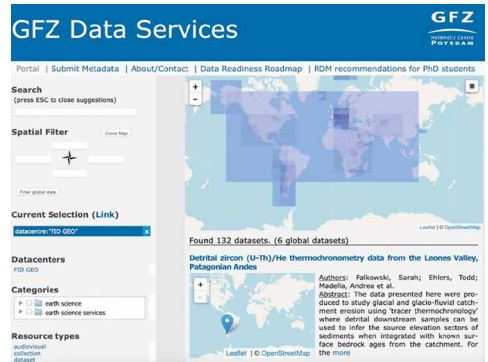 GFZ Data Services
GFZ
Helmholtz Centre
POTSDAM
Portal | Submit Metadata | About/Contact | Data Readiness Roadmap | RDM recommendations for PhD students
Search
(press ESC to close suggestions)
Spatial Filter
Close Map
Filter global data
Current Selection (Link)
datacentre:"FID GEO" x
Datacenters
FID GEO
Categories
earth science
earth science services
Resource types
audiovisual
collection
dataset
+
-
Leaflet | © OpenStreetMap
Found 132 datasets. (6 global datasets)
Detrital zircon (U-Th)/He thermochronometry data from the Leones Valley,
Patagonian Andes
+
-
Leaflet | © OpenStreetMap
Authors: Falkowski, Sarah; Ehlers, Todd;
Madella, Andrea et al.
Abstract: The data presented here were pro-
duced to study glacial and glacio-fluvial catch-
ment erosion using 'tracer thermochronology'
where detrital downstream samples can be
used to infer the source elevation sectors of
sediments when integrated with known sur-
face bedrock ages from the catchment. For
the more